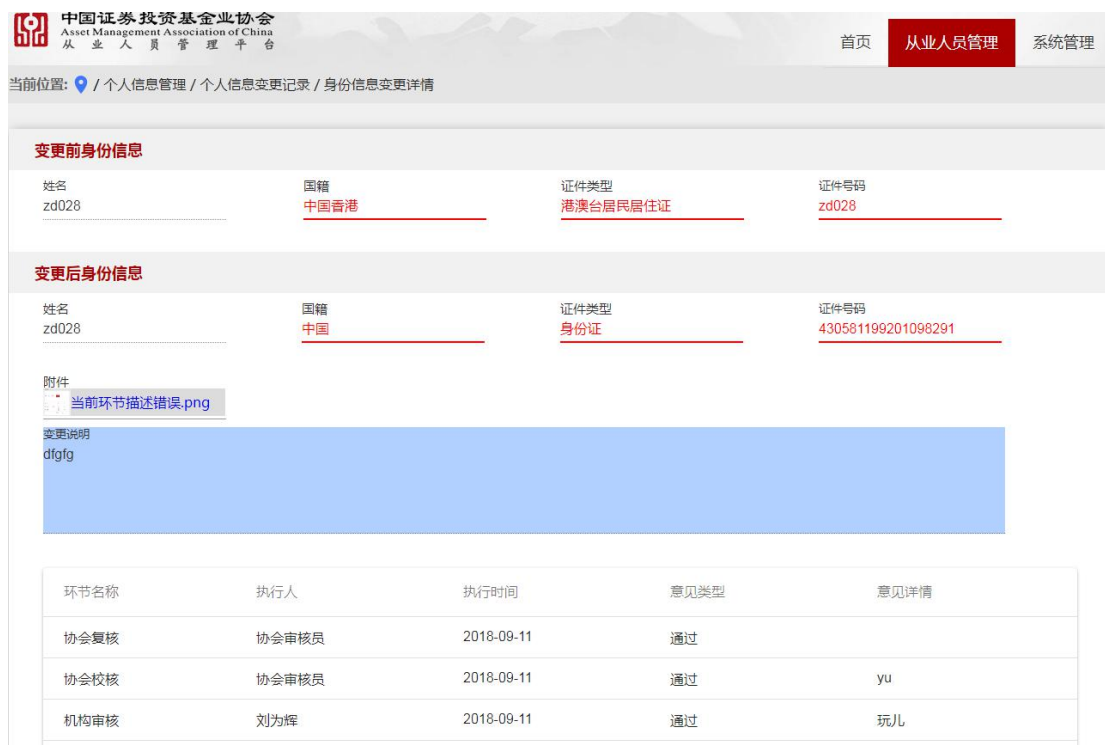 中国证券投资基金业协会
Asset Management Association of China
从业人员管理平台
首页 从业人员管理 系统管理
当前位置: / 个人信息管理 / 个人信息变更记录 / 身份信息变更详情
变更前身份信息
姓名 国籍 证件类型 证件号码
zd028 中国香港 港澳台居民居住证 zd028
变更后身份信息
姓名 国籍 证件类型 证件号码
zd028 中国 身份证 430581199201098291
附件
当前环节描述错误.png
变更说明
dfgfg
环节名称 执行人 执行时间 意见类型 意见详情
协会复核 协会审核员 2018-09-11 通过
协会校核 协会审核员 2018-09-11 通过 yu
机构审核 刘为辉 2018-09-11 通过 玩儿